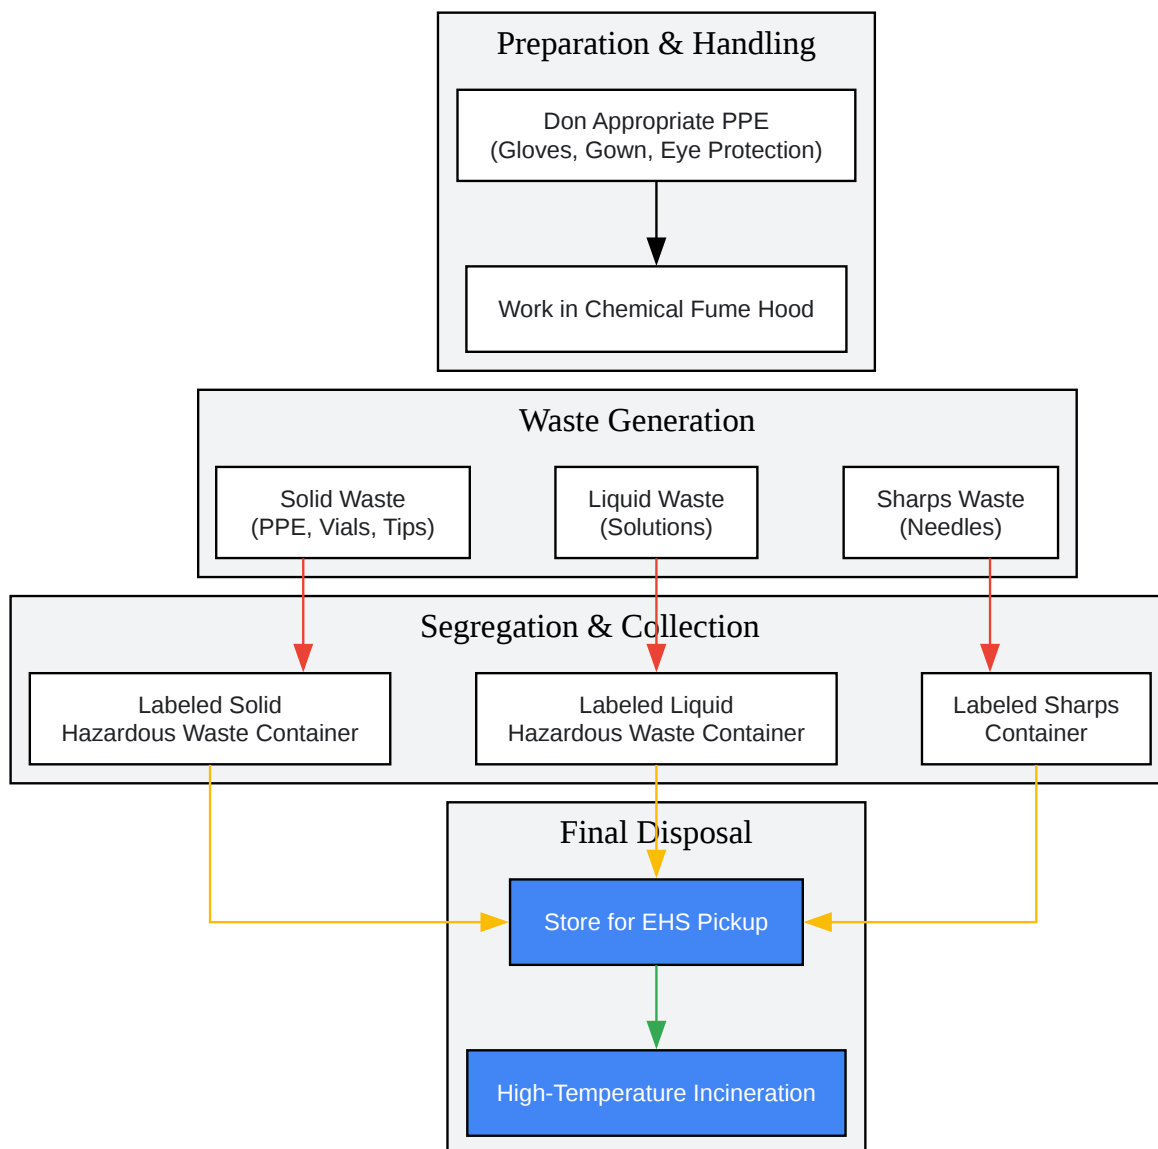 Preparation & Handling
Don Appropriate PPE
(Gloves, Gown, Eye Protection)
Work in Chemical Fume Hood
Waste Generation
Solid Waste
(PPE, Vials, Tips)
Liquid Waste
(Solutions)
Sharps Waste
(Needles)
Segregation & Collection
Labeled Solid
Hazardous Waste Container
Labeled Liquid
Hazardous Waste Container
Labeled Sharps
Container
Final Disposal
Store for EHS Pickup
High-Temperature Incineration